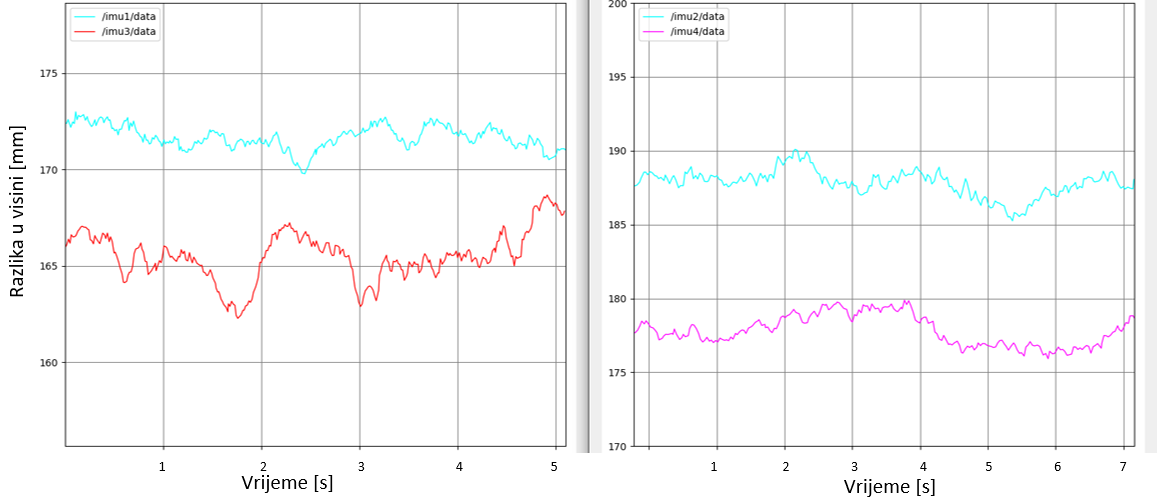 /imu1/data
/imu3/data
175
170
165
160
Razlika u visini [mm]
1 2 3 4 5
Vrijeme [s]
/imu2/data
/imu4/data
200
195
190
185
180
175
170
1 2 3 4 5 6 7
Vrijeme [s]